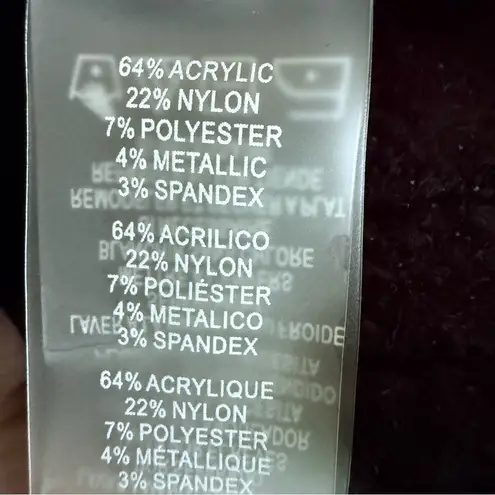 64% ACRYLIC
22% NYLON
7% POLYESTER
4% METALLIC
3% SPANDEX
64% ACRILICO
22% NYLON
7% POLIÉSTER
4% METALICO
3% SPANDEX
64% ACRYLIQUE
22% NYLON
7% POLYESTER
4% MÉTALLIQUE
3% SPANDEX